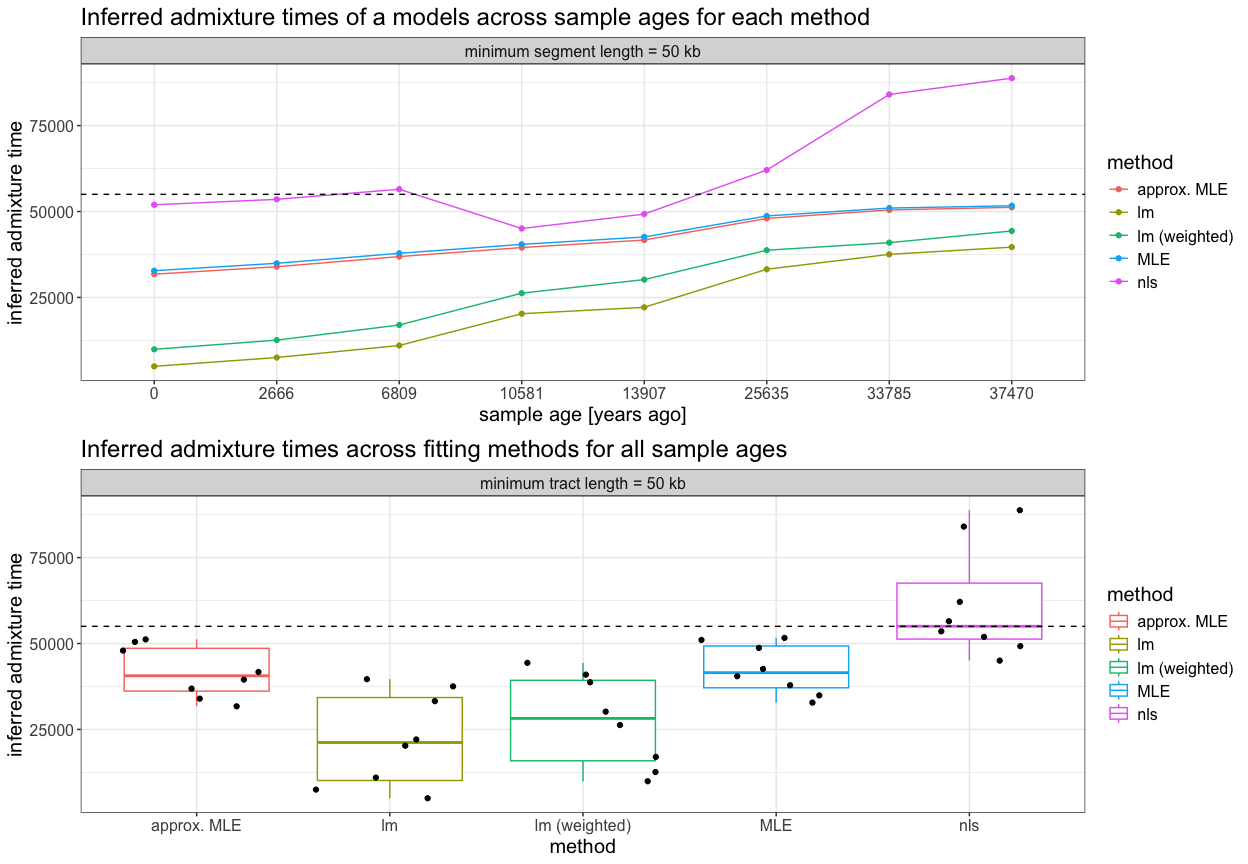 Inferred admixture times of a models across sample ages for each method
minimum segment length = 50 kb
inferred admixture time
75000
50000
25000
0 2666 6809 10581 13907 25635 33785 37470
sample age [years ago]
method
approx. MLE
lm
lm (weighted)
MLE
nls
Inferred admixture times across fitting methods for all sample ages
minimum tract length = 50 kb
inferred admixture time
75000
50000
25000
approx. MLE lm lm (weighted) MLE nls
method
method
approx. MLE
lm
lm (weighted)
MLE
nls